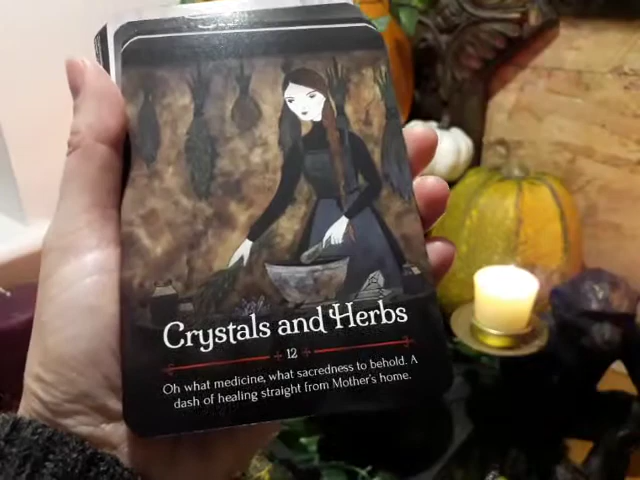 Crystals and Herbs
12
Oh what medicine, what sacredness to behold. A
dash of healing straight from Mother's home.